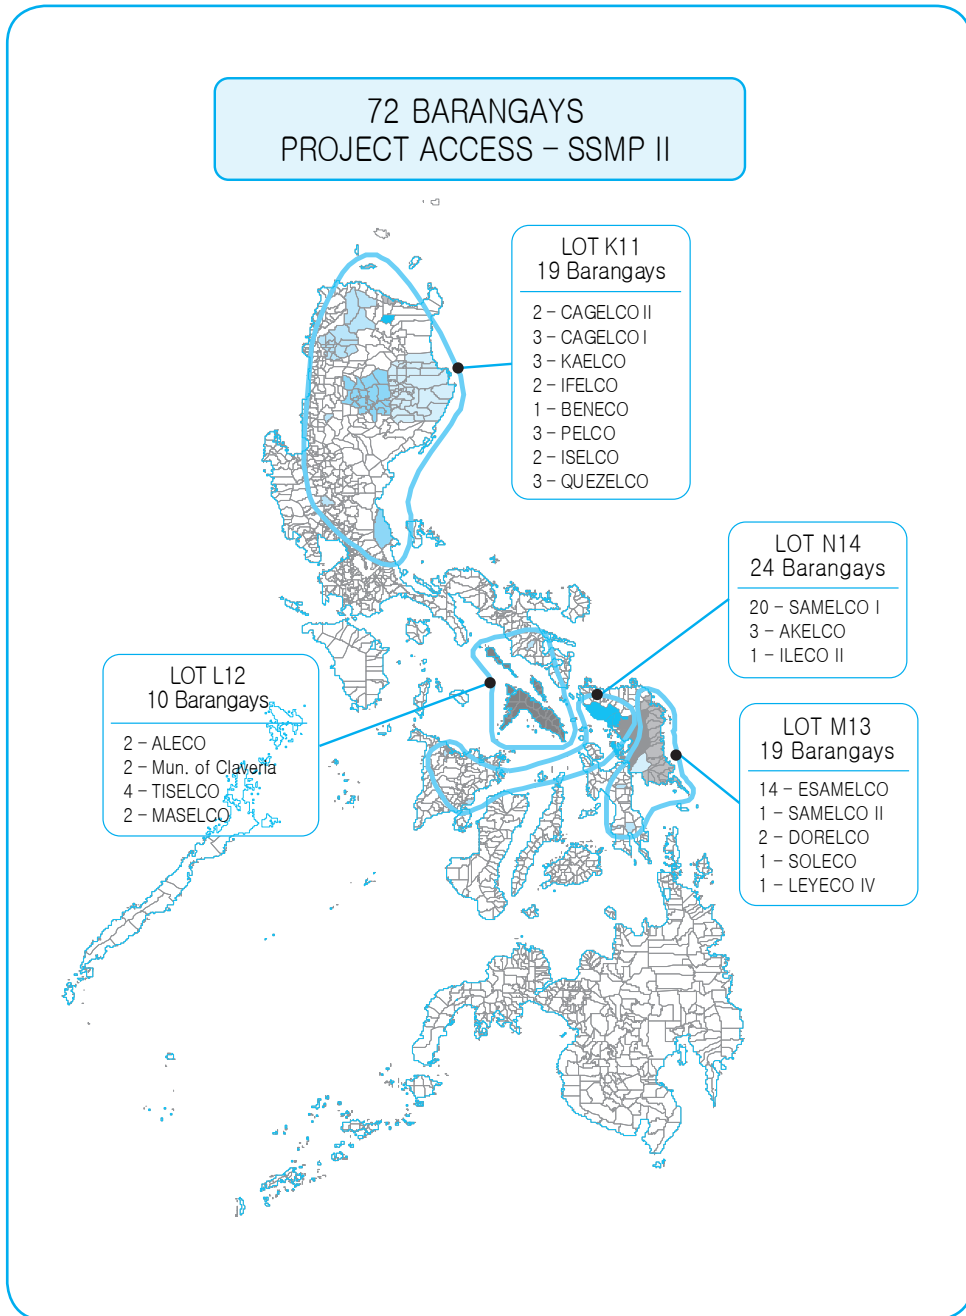 72 BARANGAYS
PROJECT ACCESS – SSMP II
LOT K11
19 Barangays
2 – CAGELCO II
3 – CAGELCO I
3 – KAELCO
2 – IFELCO
1 – BENECO
3 – PELCO
2 – ISELCO
3 – QUEZELCO
LOT N14
24 Barangays
20 – SAMELCO I
3 – AKELCO
1 – ILECO II
LOT L12
10 Barangays
2 – ALECO
2 – Mun. of Claveria
4 – TISELCO
2 – MASELCO
LOT M13
19 Barangays
14 – ESAMELCO
1 – SAMELCO II
2 – DORELCO
1 – SOLECO
1 – LEYECO IV